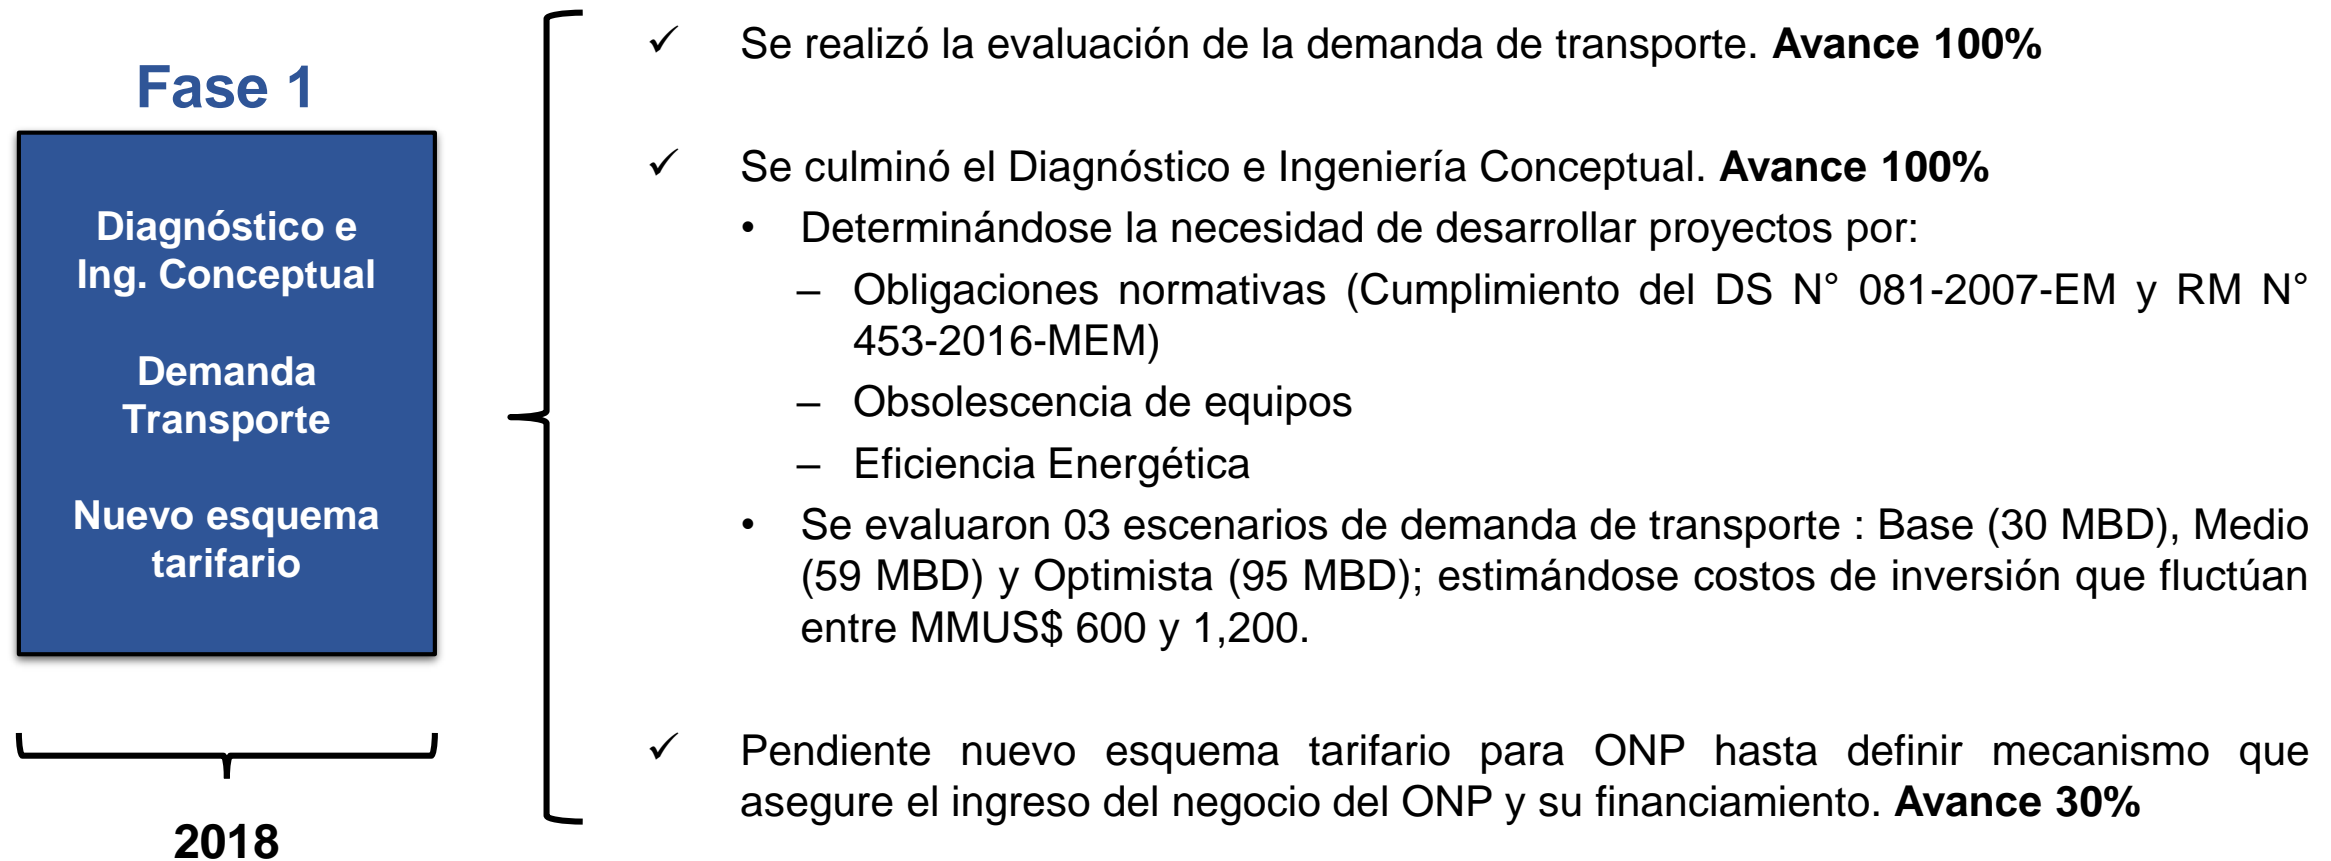 Fase 1
Diagnóstico e
Ing. Conceptual
Demanda
Transporte
Nuevo esquema
tarifario
2018
✓ Se realizó la evaluación de la demanda de transporte. Avance 100%
✓ Se culminó el Diagnóstico e Ingeniería Conceptual. Avance 100%
• Determinándose la necesidad de desarrollar proyectos por:
– Obligaciones normativas (Cumplimiento del DS N° 081-2007-EM y RM N°
453-2016-MEM)
– Obsolescencia de equipos
– Eficiencia Energética
• Se evaluaron 03 escenarios de demanda de transporte : Base (30 MBD), Medio
(59 MBD) y Optimista (95 MBD); estimándose costos de inversión que fluctúan
entre MMUS$ 600 y 1,200.
✓ Pendiente nuevo esquema tarifario para ONP hasta definir mecanismo que
asegure el ingreso del negocio del ONP y su financiamiento. Avance 30%